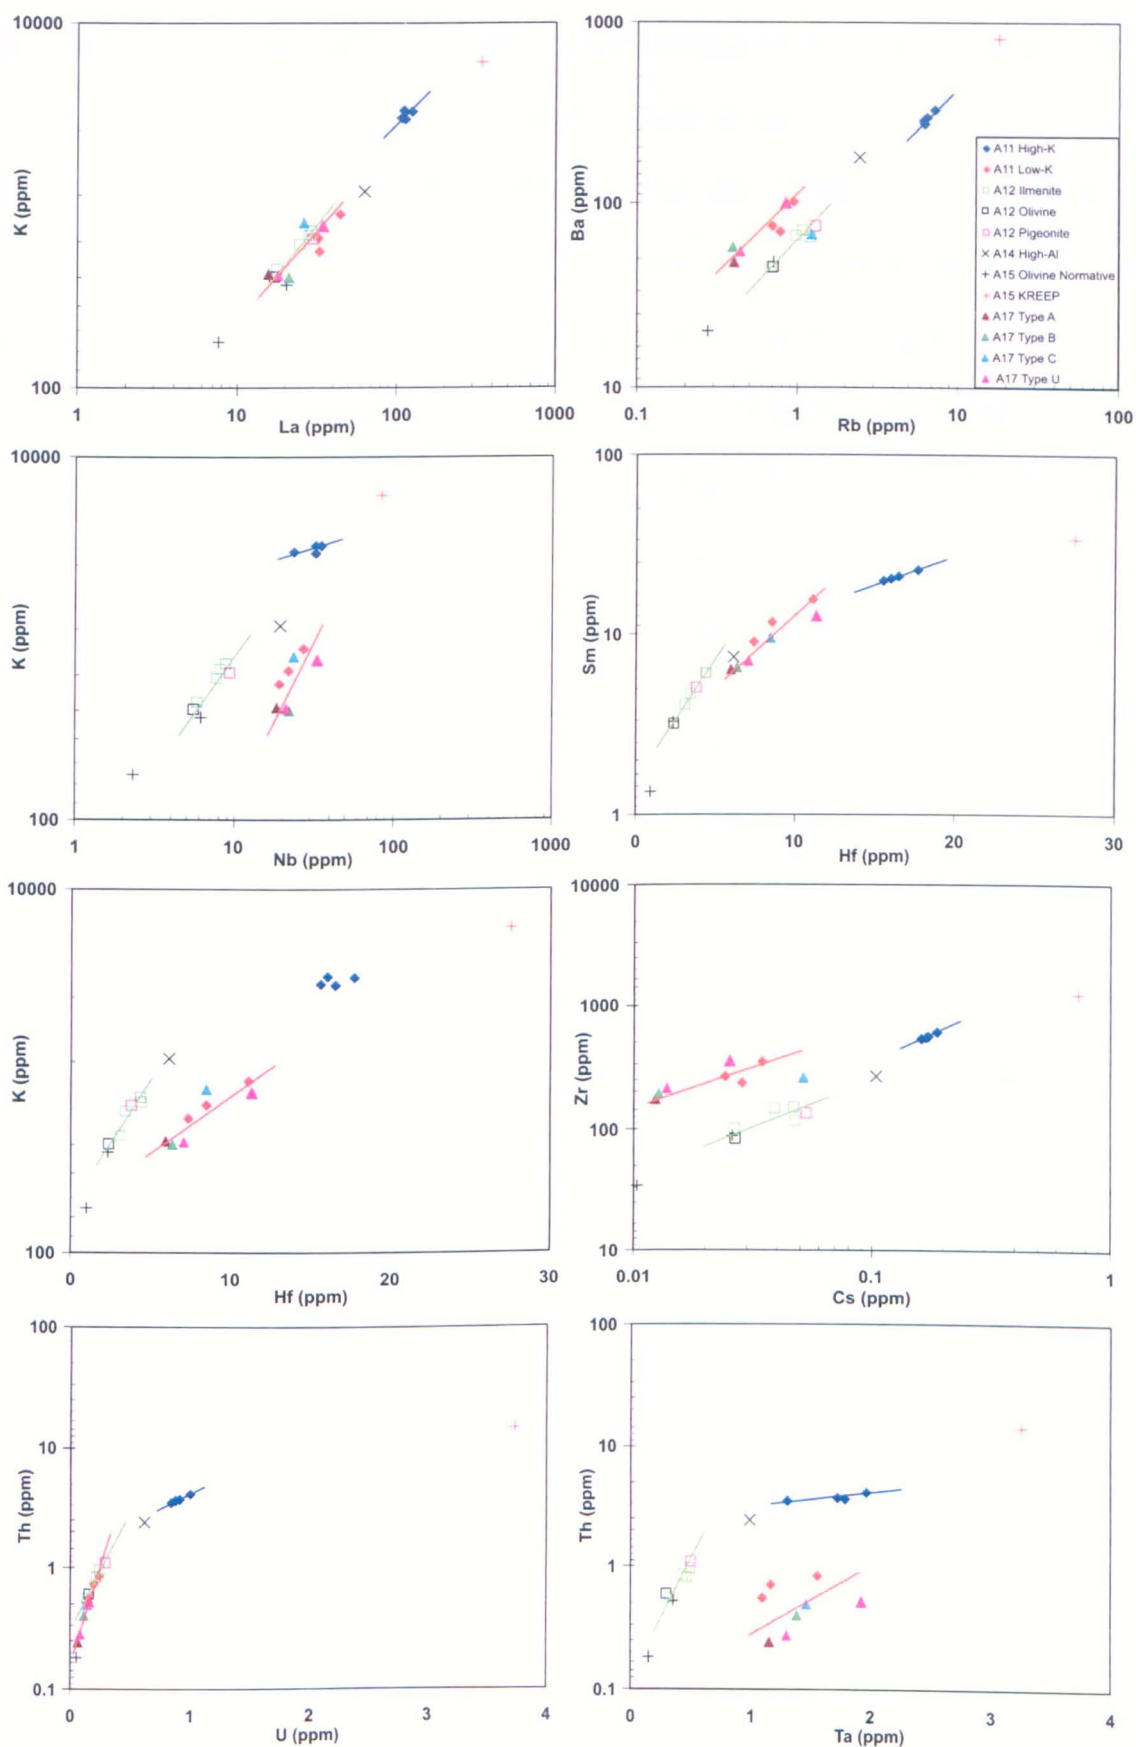 10000
K (ppm)
100
1
10
100
1000
La (ppm)
1000
Ba (ppm)
100
10
0.1
1
10
100
Rb (ppm)
A11 High-K
A11 Low-K
A12 Ilmenite
A12 Olivine
A12 Pigeonite
A14 High-Al
A15 Olivine Normative
A15 KREEP
A17 Type A
A17 Type B
A17 Type C
A17 Type U
10000
K (ppm)
100
1
10
100
1000
Nb (ppm)
100
Sm (ppm)
10
1
0
10
20
30
Hf (ppm)
10000
K (ppm)
100
0
10
20
30
Hf (ppm)
10000
1000
Zr (ppm)
100
10
0.01
0.1
1
Cs (ppm)
100
10
Th (ppm)
1
0.1
0
1
2
3
4
U (ppm)
100
10
Th (ppm)
1
0.1
0
1
2
3
4
Ta (ppm)